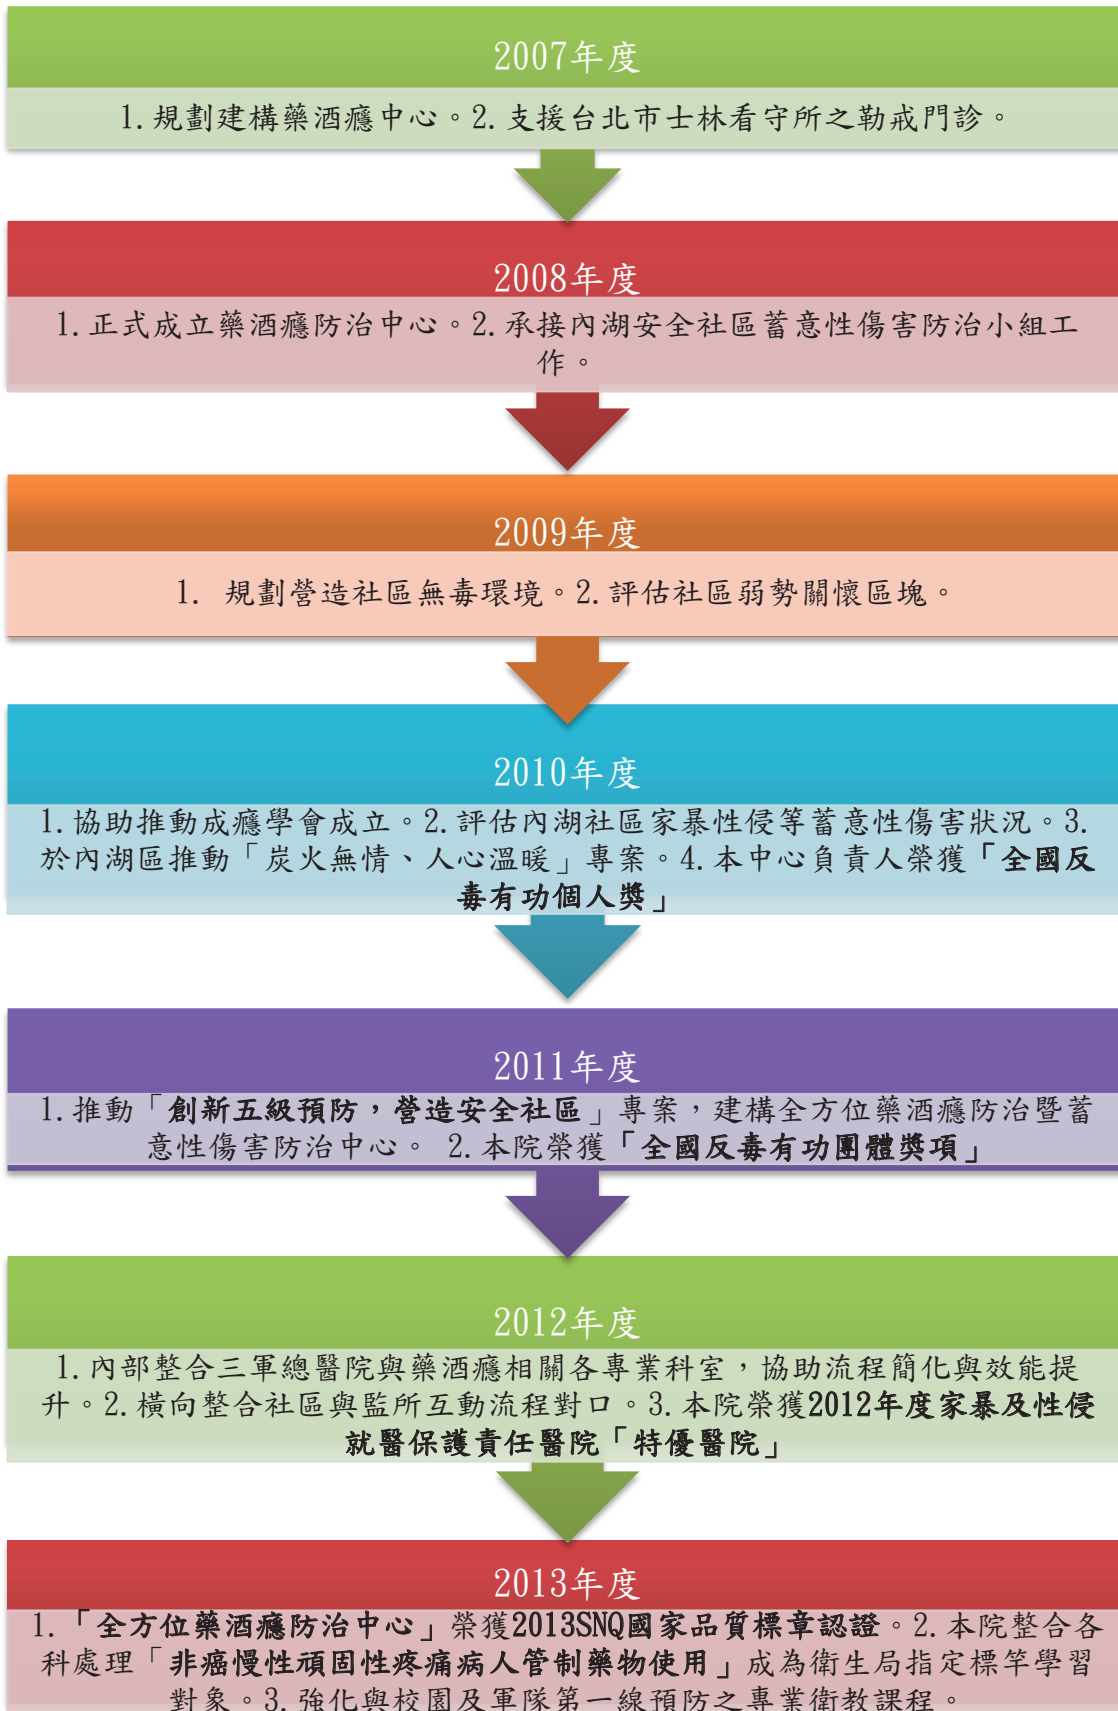 2007年度
1.規劃建構藥酒癮中心。2.支援台北市士林看守所之勒戒門診。
2008年度
1.正式成立藥酒癮防治中心。2.承接內湖安全社區蓄意性傷害防治小組工
作。
2009年度
1. 規劃營造社區無毒環境。2.評估社區弱勢關懷區塊。
2010年度
1.協助推動成癮學會成立。2.評估內湖社區家暴性侵等蓄意性傷害狀況。3.
於內湖區推動「炭火無情、人心溫暖」專案。4.本中心負責人榮獲「全國反
毒有功個人獎」
2011年度
1.推動「創新五級預防，營造安全社區」專案，建構全方位藥酒癮防治暨蓄
意性傷害防治中心。 2.本院榮獲「全國反毒有功團體獎項」
2012年度
1.內部整合三軍總醫院與藥酒癮相關各專業科室，協助流程簡化與效能提
升。2.橫向整合社區與監所互動流程對口。3.本院榮獲2012年度家暴及性侵
就醫保護責任醫院「特優醫院」
2013年度
1.「全方位藥酒癮防治中心」榮獲2013SNQ國家品質標章認證。2.本院整合各
科處理「非癌慢性頑固性疼痛病人管制藥物使用」成為衛生局指定標竿學習
對象。3.強化與校園及軍隊第一線預防之專業衛教課程。